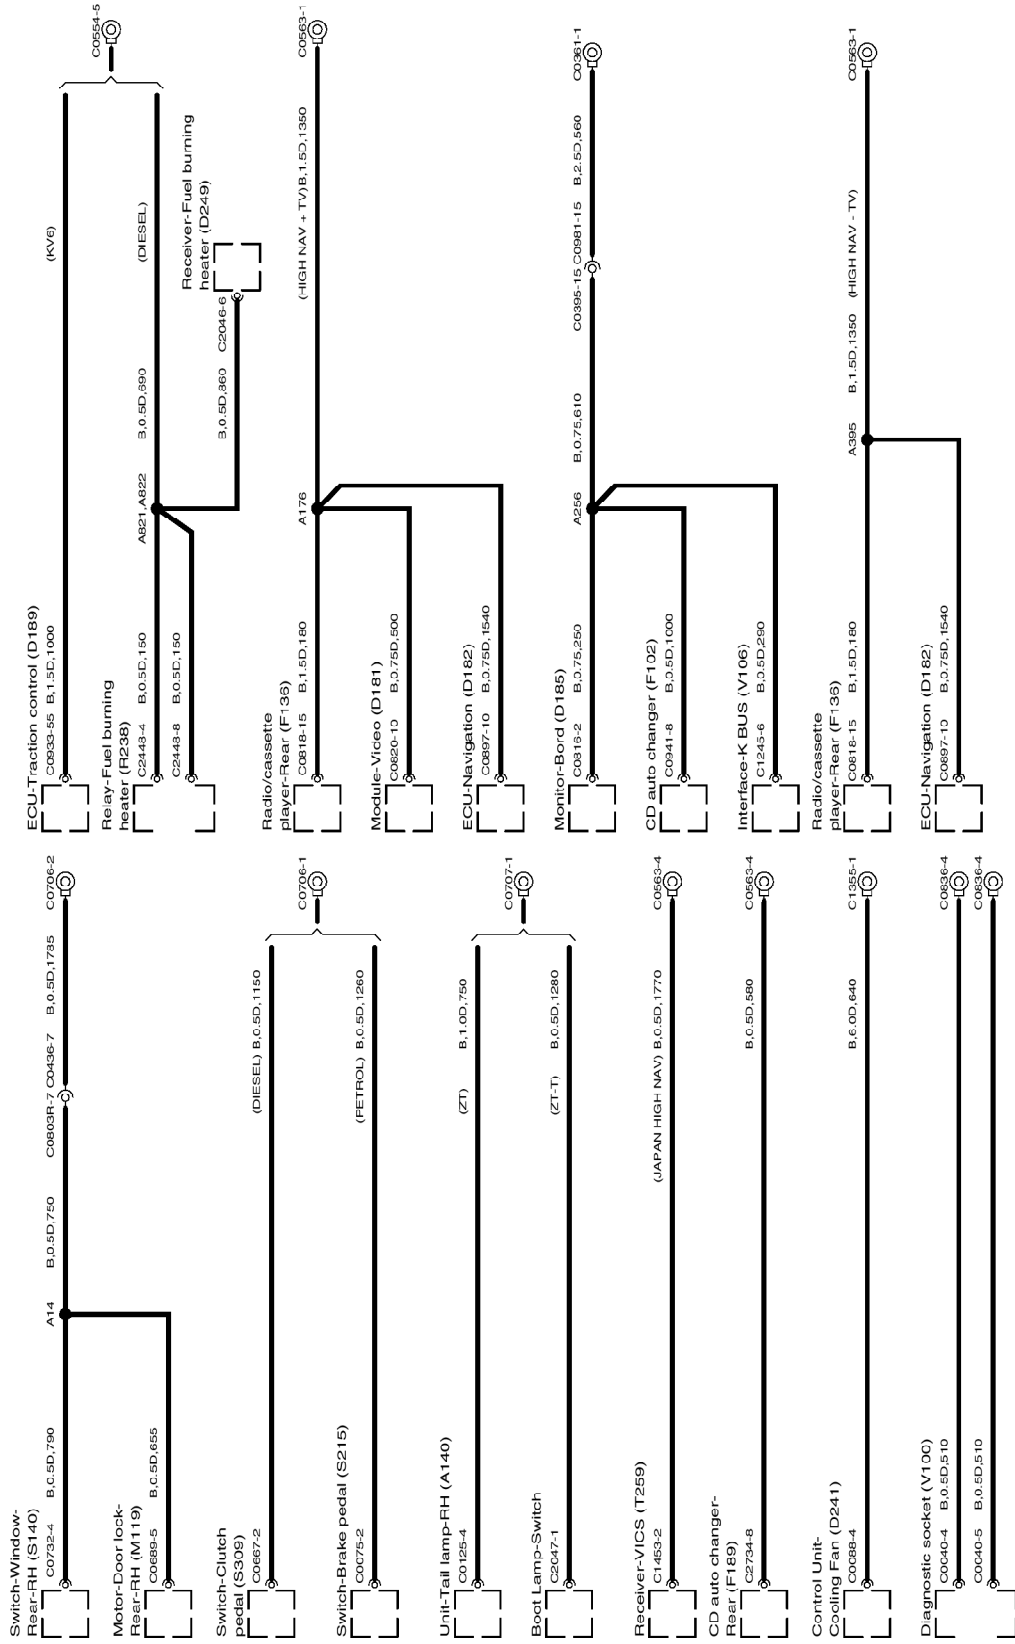 Switch-Window-
Rear-RH (S140)
C0732-4 B,0.5D,790
A14
B,0.5D,750
C0803R-7 C0436-7
B,0.5D,1735
C0706-2
Motor-Door lock-
Rear-RH (M119)
C0689-5 B,0.5D,655
Switch-Clutch
pedal (S309)
C0667-2
(DIESEL) B,0.5D,1150
C0706-1
Switch-Brake pedal (S215)
C0075-2
(PETROL) B,0.5D,1260
Unit-Tail lamp-RH (A140)
C0125-4
(ZT)
B,1.0D,750
C0707-1
Boot Lamp-Switch
C2047-1
(ZT-T)
B,0.5D,1280
Receiver-VICS (T259)
C1453-2
(JAPAN HIGH NAV) B,0.5D,1770
C0563-4
CD auto changer-
Rear (F189)
C2734-8
B,0.5D,580
C0563-4
Control Unit-
Cooling Fan (D241)
C0088-4
B,6.0D,640
C1355-1
Diagnostic socket (V100)
C0040-4 B,0.5D,510
C0836-4
C0040-5 B,0.5D,510
C0836-4
ECU-Traction control (D189)
C0933-55 B,1.5D,1000
(KV6)
C0554-5
Relay-Fuel burning
heater (R238)
C2443-4 B,0.5D,150
A821,A822
B,0.5D,690
(DIESEL)
C2443-8 B,0.5D,150
B,0.5D,860
C2046-6
Receiver-Fuel burning
heater (D249)
Radio/cassette
player-Rear (F136)
C0818-15 B,1.5D,180
A176
(HIGH NAV + TV)B,1.5D,1350
C0563-1
Module-Video (D181)
C0820-10 B,0.75D,500
ECU-Navigation (D182)
C0897-10 B,0.75D,1540
Monitor-Bord (D185)
C0816-2 B,0.75,250
A256
B,0.75,610
C0395-15 C0981-15
B,2.5D,560
C0361-1
CD auto changer (F102)
C0941-8 B,0.5D,1000
Interface-K BUS (V106)
C1245-6 B,0.5D,290
Radio/cassette
player-Rear (F136)
C0818-15 B,1.5D,180
A395
B,1.5D,1350
(HIGH NAV - TV)
C0563-1
ECU-Navigation (D182)
C0897-10 B,0.75D,1540